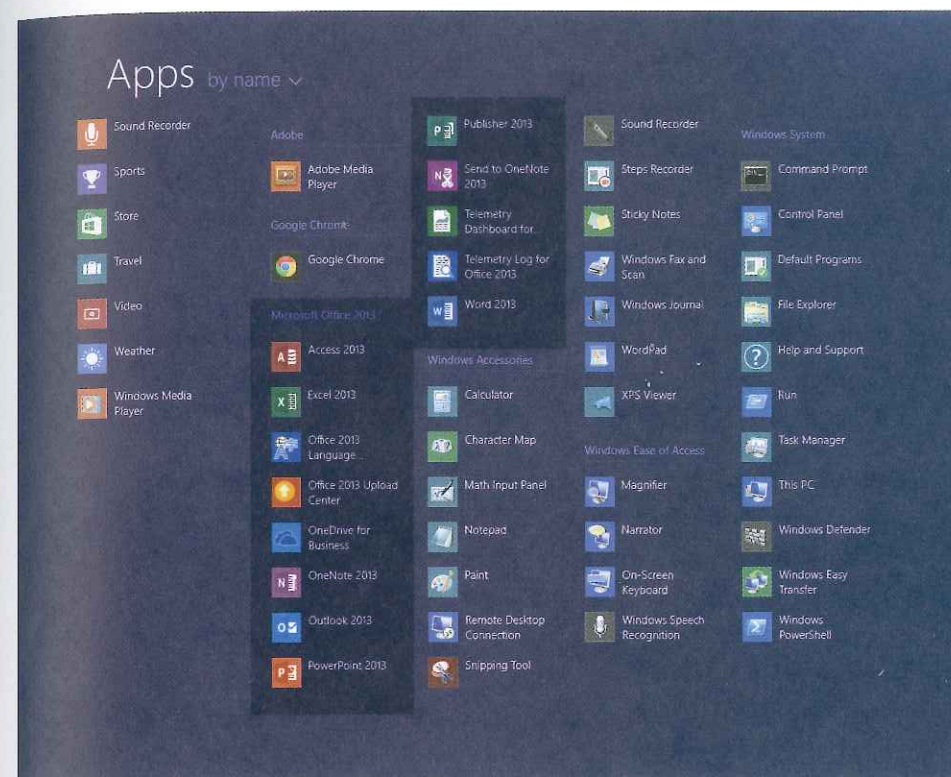 Apps by name
Sound Recorder
Sports
Store
Travel
Video
Weather
Windows Media
Player
Adobe
Adobe Media
Player
Google Chrome
Google Chrome
Microsoft Office 2013
Access 2013
Excel 2013
Office 2013
Language...
Office 2013 Upload
Center
OneDrive for
Business
OneNote 2013
Outlook 2013
PowerPoint 2013
Publisher 2013
Send to OneNote
2013
Telemetry
Dashboard for...
Telemetry Log for
Office 2013
Word 2013
Windows Accessories
Calculator
Character Map
Math Input Panel
Notepad
Paint
Remote Desktop
Connection
Snipping Tool
Sound Recorder
Steps Recorder
Sticky Notes
Windows Fax and
Scan
Windows Journal
WordPad
XPS Viewer
Windows Ease of Access
Magnifier
Narrator
On-Screen
Keyboard
Windows Speech
Recognition
Windows System
Command Prompt
Control Panel
Default Programs
File Explorer
Help and Support
Run
Task Manager
This PC
Windows Defender
Windows Easy
Transfer
Windows
PowerShell